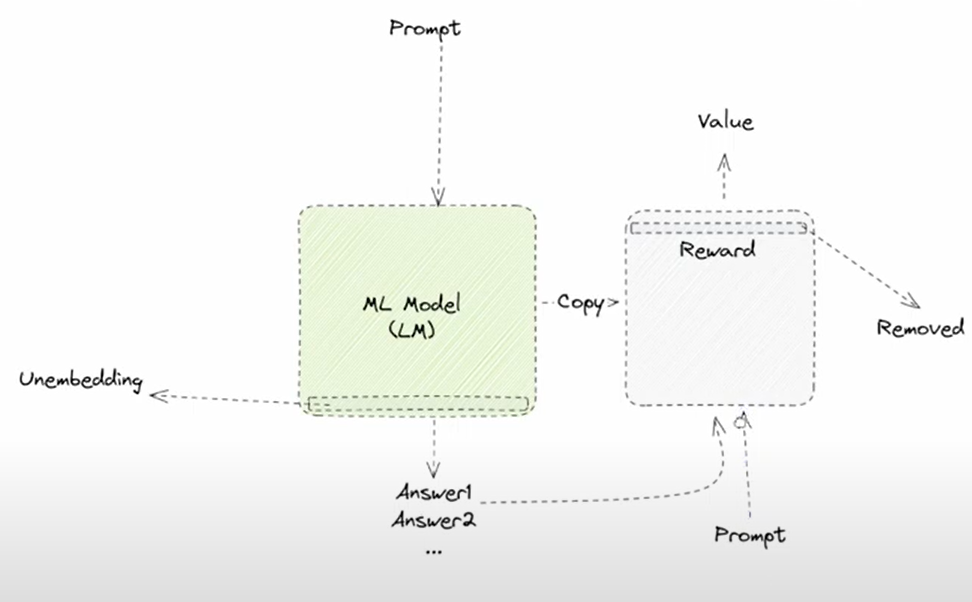 Prompt
Value
Reward
ML Model
(LM)
Copy
Removed
Unembedding
Answer1
Answer2
...
Prompt